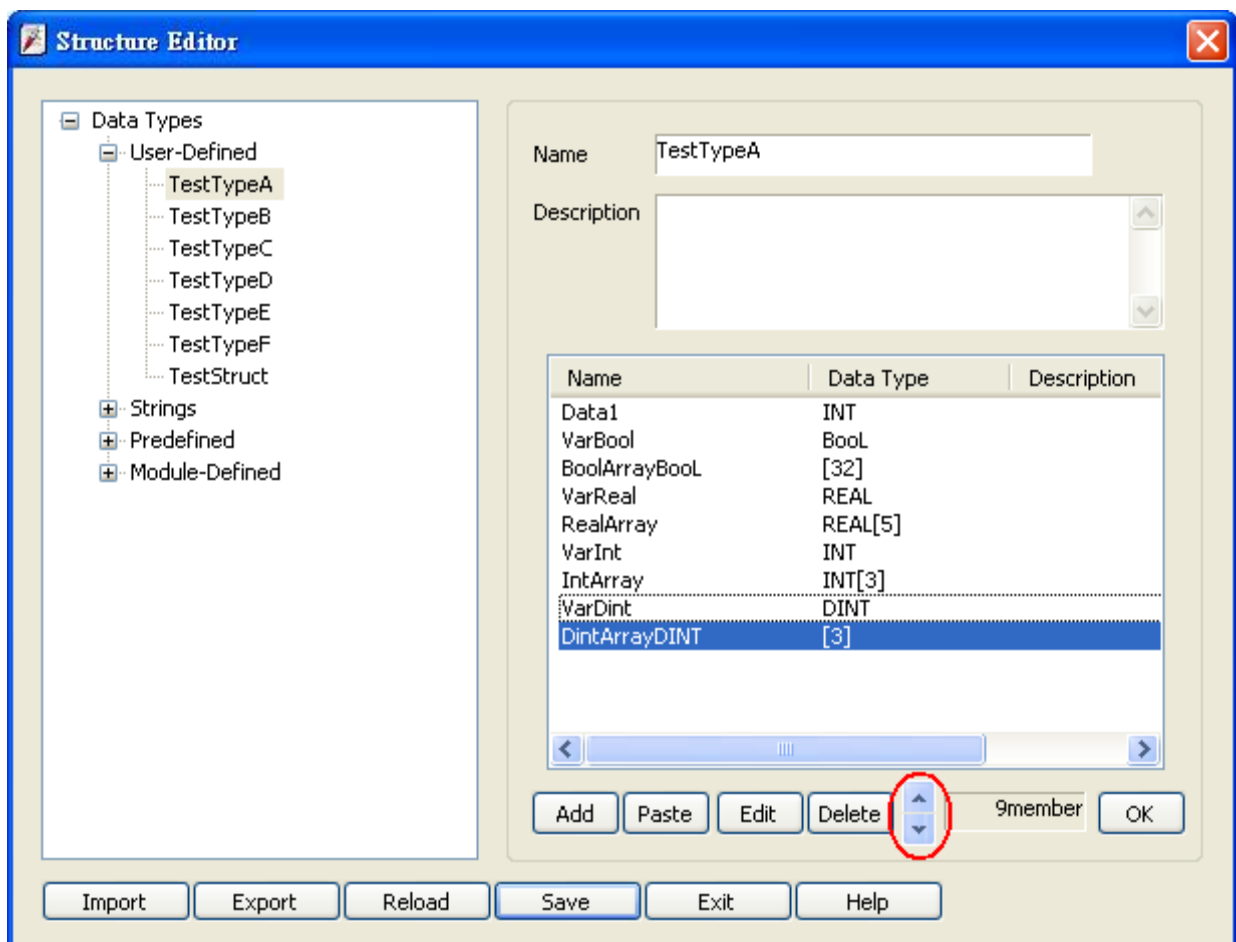 Structure Editor
Data Types
User-Defined
TestTypeA
TestTypeB
TestTypeC
TestTypeD
TestTypeE
TestTypeF
TestStruct
Strings
Predefined
Module-Defined
Name TestTypeA
Description
Name Data Type Description
Data1 INT
VarBool BooL
BoolArrayBooL [32]
VarReal REAL
RealArray REAL[5]
VarInt INT
IntArray INT[3]
VarDint DINT
DintArrayDINT [3]
Add Paste Edit Delete 9member OK
Import Export Reload Save Exit Help